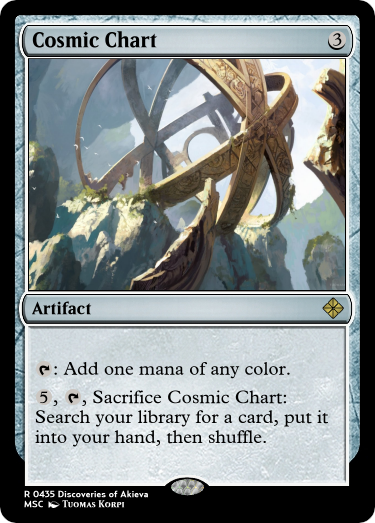 Cosmic Chart 3
Artifact
: Add one mana of any color.
5, , Sacrifice Cosmic Chart:
Search your library for a card, put it
into your hand, then shuffle.
R 0435 Discoveries of Akieva
MSC Tuomas Korpi